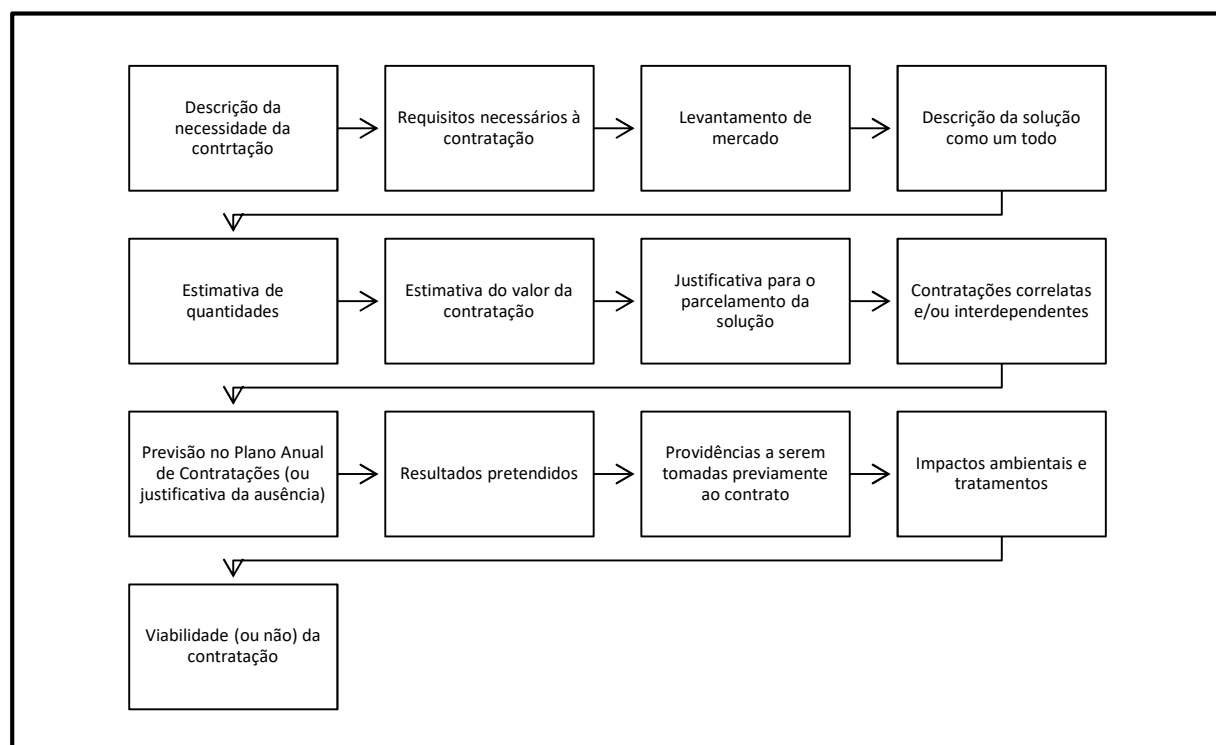 Descrição da
necessidade da
contrtação
Requisitos necessários à
contratação
Levantamento de
mercado
Descrição da solução
como um todo
Estimativa de
quantidades
Estimativa do valor da
contratação
Justificativa para o
parcelamento da
solução
Contratações correlatas
e/ou interdependentes
Previsão no Plano Anual
de Contratações (ou
justificativa da ausência)
Resultados pretendidos
Providências a serem
tomadas previamente
ao contrato
Impactos ambientais e
tratamentos
Viabilidade (ou não) da
contratação